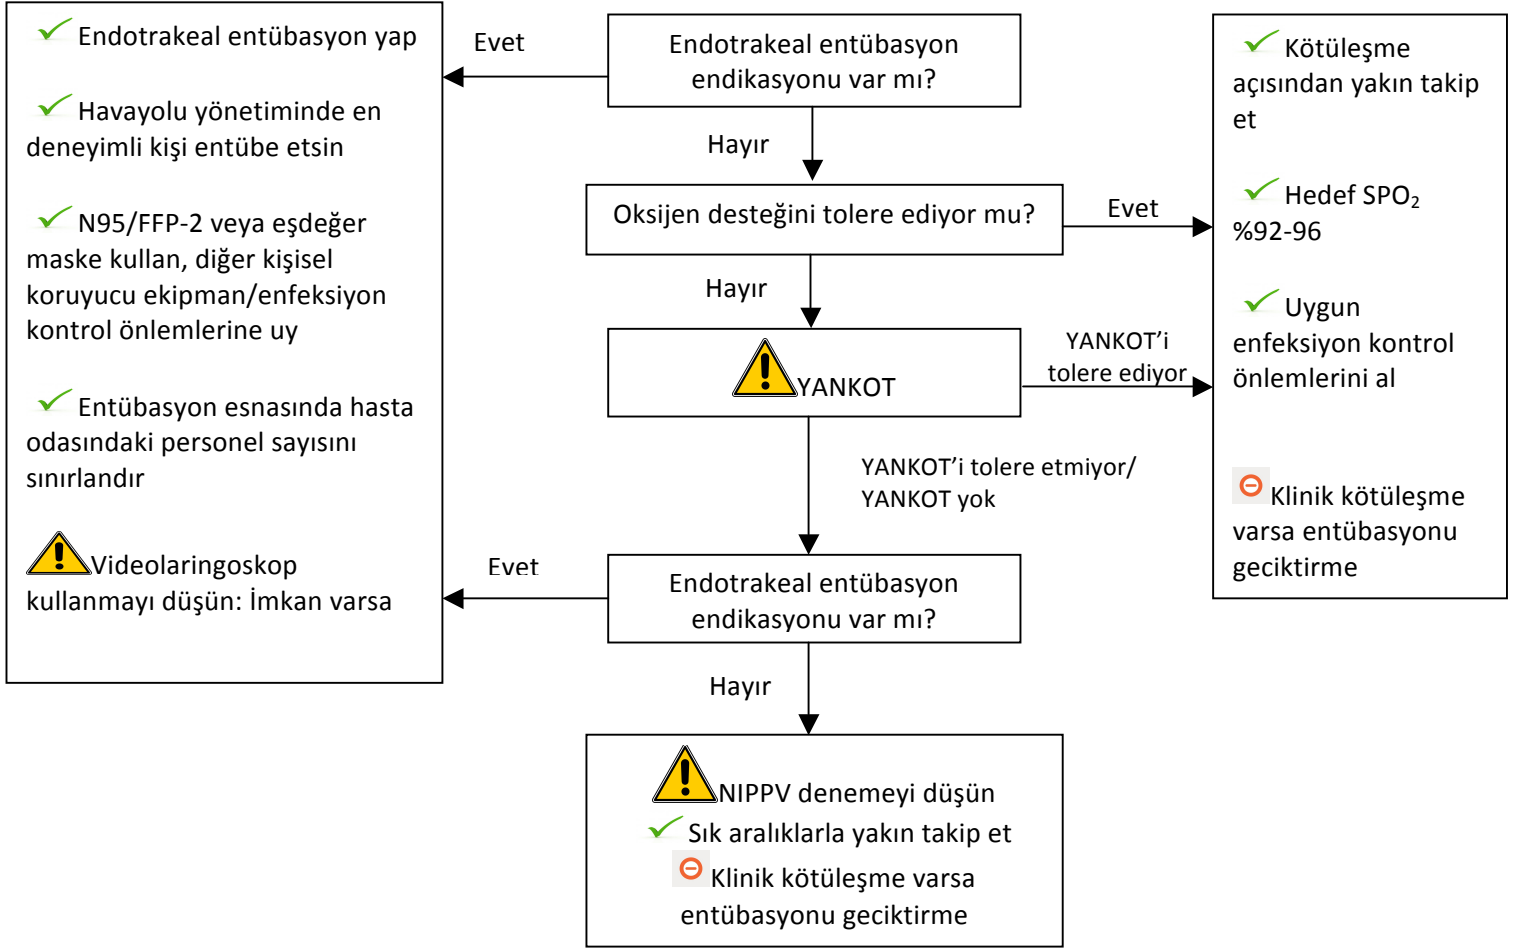 Endotrakeal entübasyon yap
Havayolu yönetiminde en
deneyimli kişi entübe etsin
N95/FFP-2 veya eşdeğer
maske kullan, diğer kişisel
koruyucu ekipman/enfeksiyon
kontrol önlemlerine uy
Entübasyon esnasında hasta
odasındaki personel sayısını
sınırlandır
Videolaringoskop
kullanmayı düşün: İmkan varsa
Evet
Endotrakeal entübasyon
endikasyonu var mı?
Hayır
Oksijen desteğini tolere ediyor mu?
Evet
Hayır
YANKOT
YANKOT’i
tolere ediyor
YANKOT’i tolere etmiyor/
YANKOT yok
Evet
Endotrakeal entübasyon
endikasyonu var mı?
Hayır
NIPPV denemeyi düşün
Sık aralıklarla yakın takip et
Klinik kötüleşme varsa
entübasyonu geciktirme
Kötüleşme
açısından yakın takip
et
Hedef SPO₂
%92-96
Uygun
enfeksiyon kontrol
önlemlerini al
Klinik kötüleşme
varsa entübasyonu
geciktirme